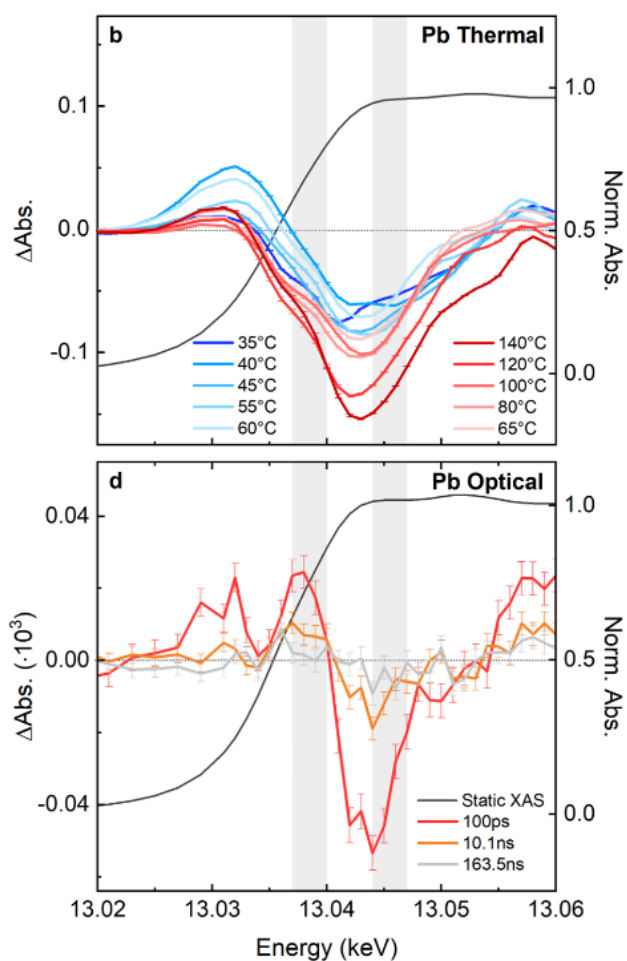 b Pb Thermal
0.1
0.0
-0.1
ΔAbs.
1.0
0.5
0.0
Norm. Abs.
35°C
40°C
45°C
55°C
60°C
140°C
120°C
100°C
80°C
65°C
d Pb Optical
0.04
0.00
-0.04
ΔAbs. (·10³)
1.0
0.5
0.0
Norm. Abs.
Static XAS
100ps
10.1ns
163.5ns
13.02 13.03 13.04 13.05 13.06
Energy (keV)